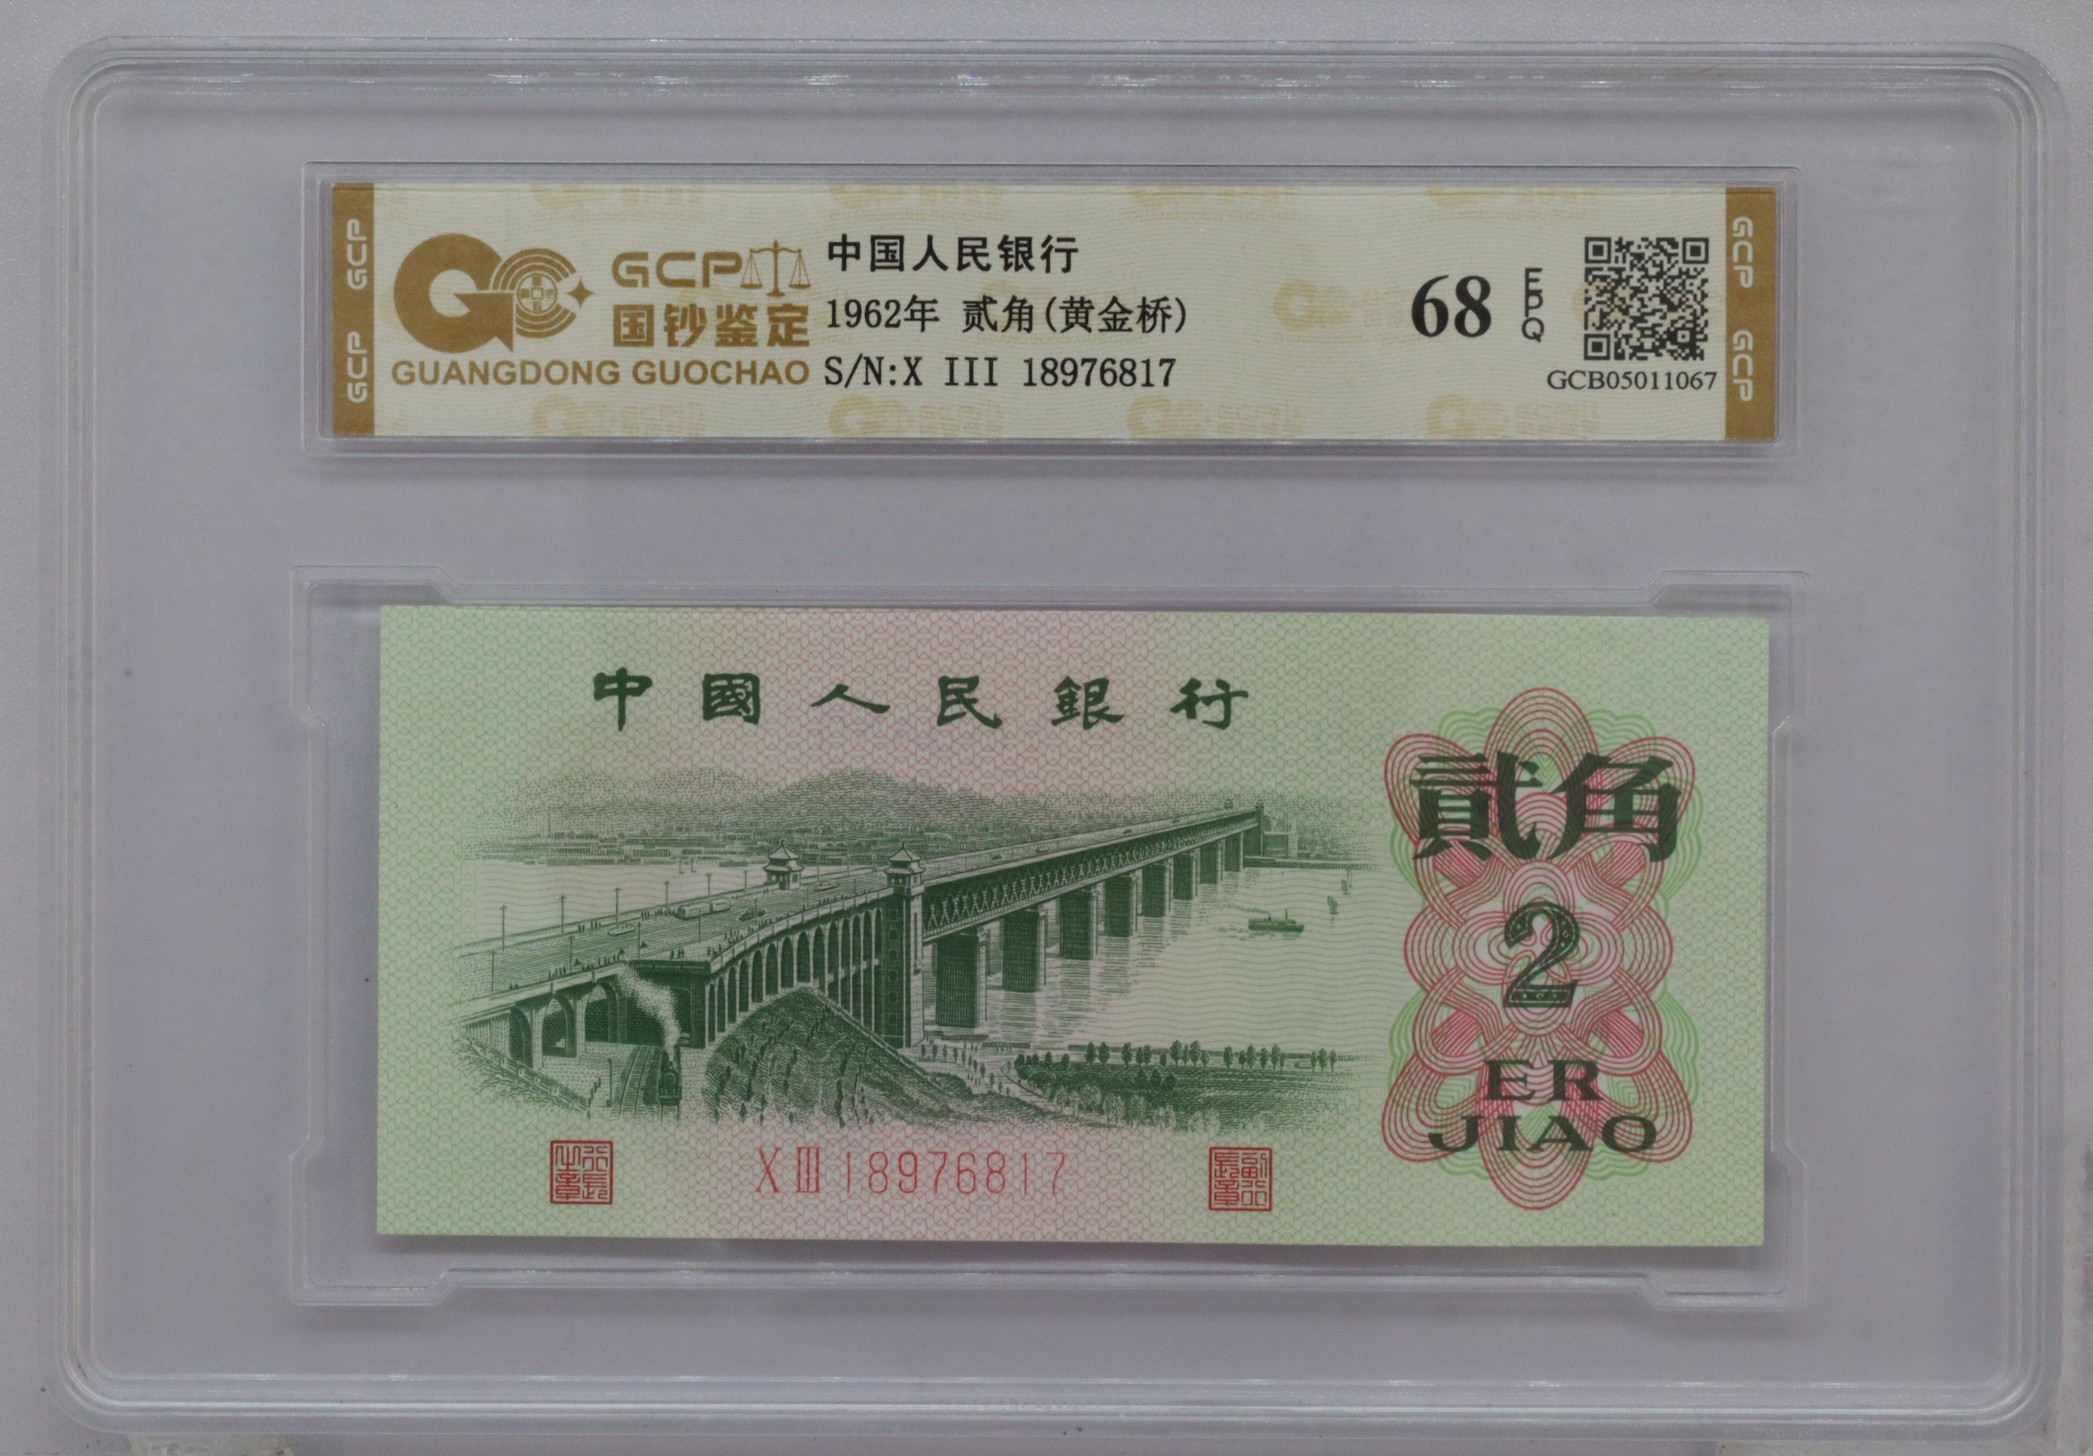 GCP
GCP
GCP
国钞鉴定
GUANGDONG GUOCHAO
中国人民银行
1962年 贰角(黄金桥)
S/N:X III 18976817
68 EPQ
GCB05011067
GCP
GCP
中國人民銀行
貳角
2
ER
JIAO
X III 18976817